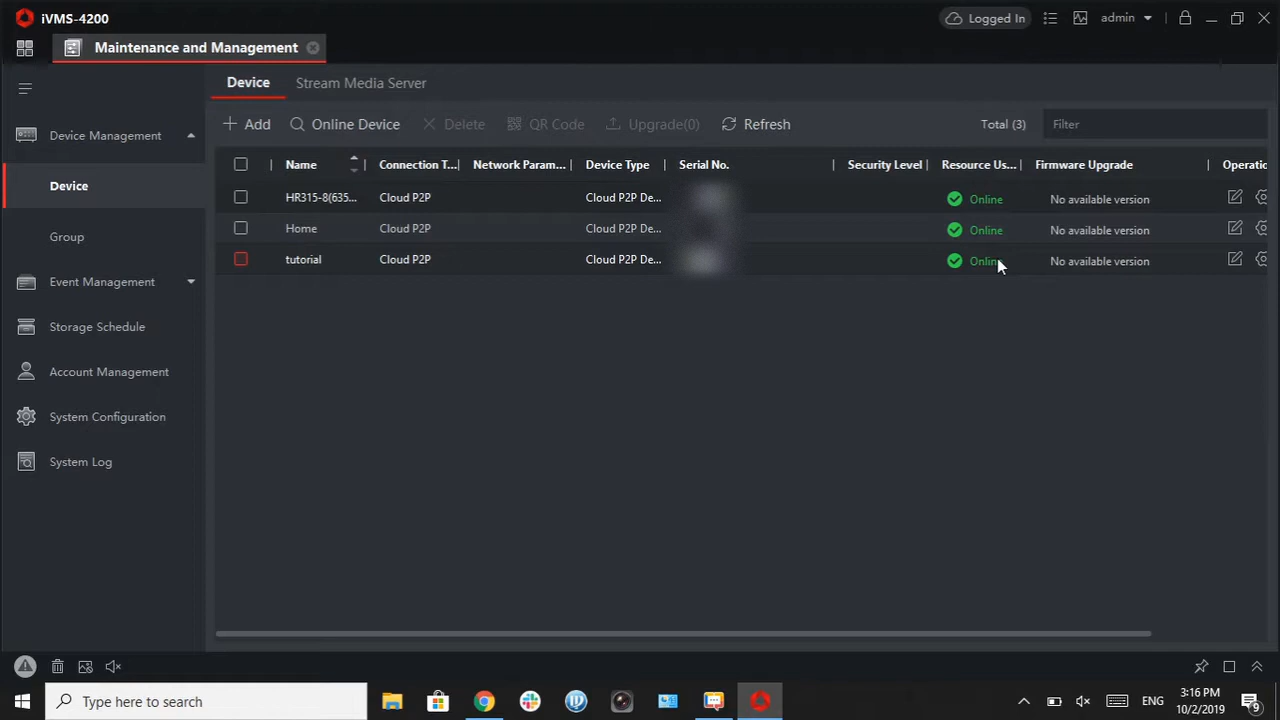 iVMS-4200
Logged In
admin
Maintenance and Management
Device
Stream Media Server
Device Management
Device
Group
Event Management
Storage Schedule
Account Management
System Configuration
System Log
Add
Online Device
Delete
QR Code
Upgrade(0)
Refresh
Total (3)
Filter
Name Connection T... Network Param... Device Type Serial No. Security Level Resource Us... Firmware Upgrade Operatio
HR315-8(635... Cloud P2P Cloud P2P De... Online No available version
Home Cloud P2P Cloud P2P De... Online No available version
tutorial Cloud P2P Cloud P2P De... Online No available version
Type here to search
ENG
3:16 PM
10/2/2019
9